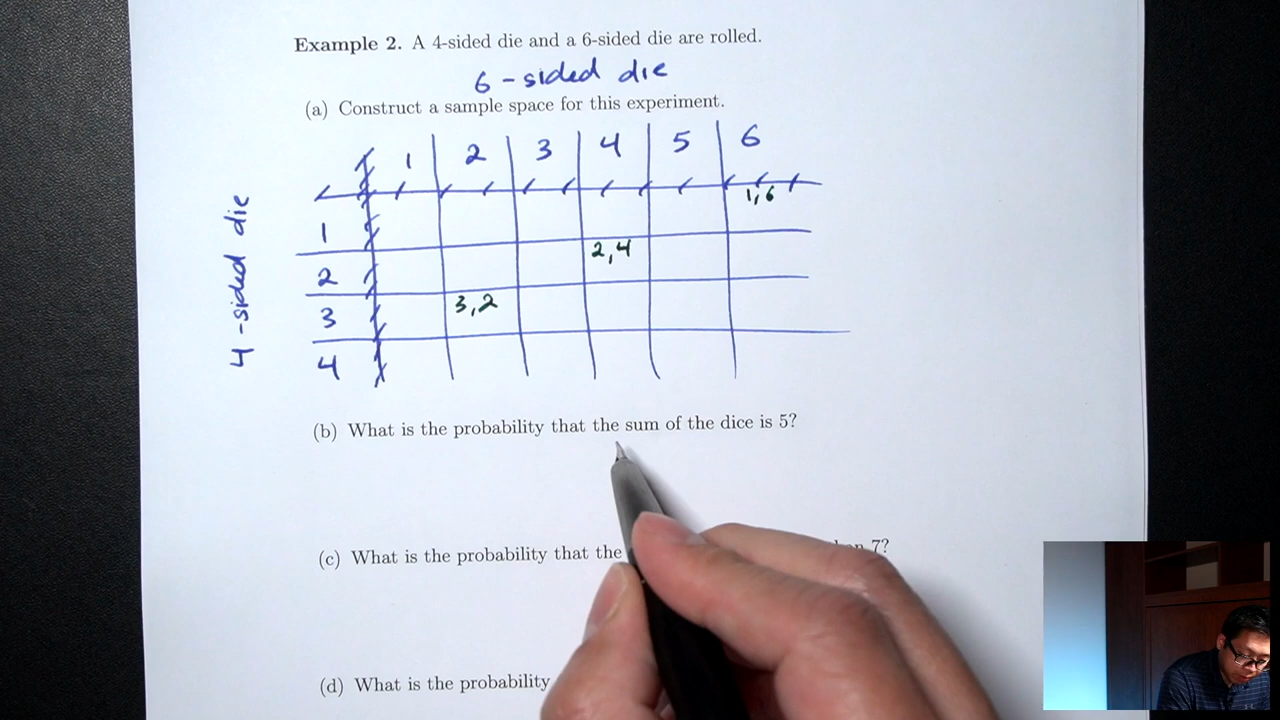 Example 2. A 4-sided die and a 6-sided die are rolled.
6-sided die
(a) Construct a sample space for this experiment.
4-sided die
1 2 3 4 5 6
1 1,6
2 2,4
3 3,2
4
(b) What is the probability that the sum of the dice is 5?
(c) What is the probability that the 7?
(d) What is the probability